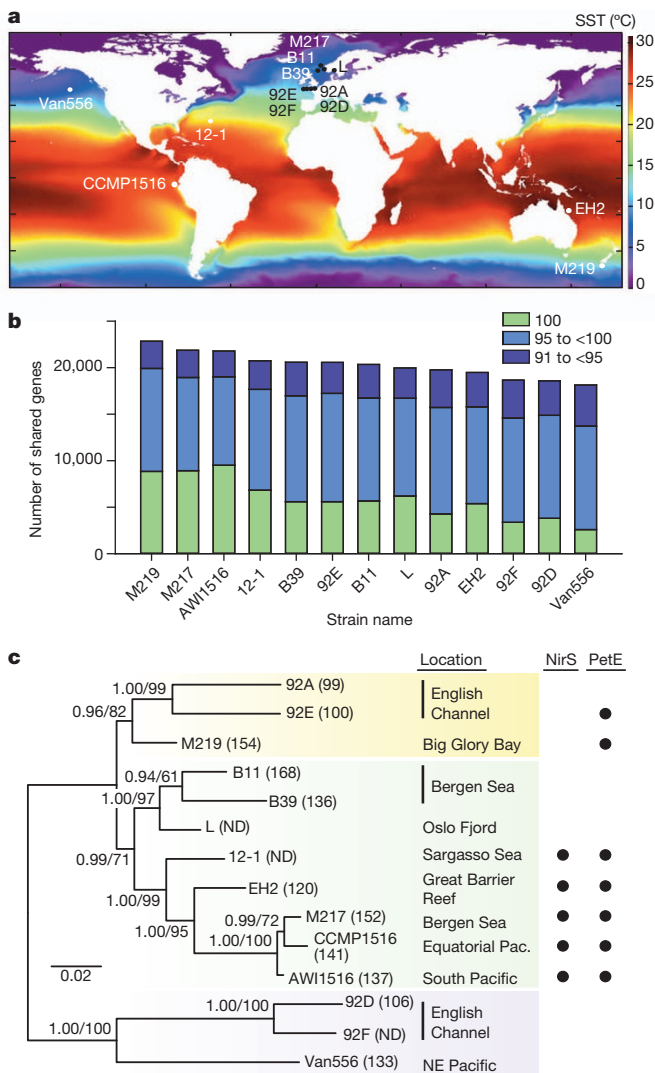 a
SST (ºC)
M217
B11
B39
L
92E
92A
92F
92D
Van556
12-1
CCMP1516
EH2
M219
30
25
20
15
10
5
0
b
100
95 to <100
91 to <95
Number of shared genes
20,000
10,000
0
M219
M217
AWI1516
12-1
B39
92E
B11
L
92A
EH2
92F
92D
Van556
Strain name
c
Location
NirS
PetE
1.00/99
92A (99)
English
Channel
0.96/82
92E (100)
M219 (154)
Big Glory Bay
0.94/61
B11 (168)
Bergen Sea
1.00/97
B39 (136)
L (ND)
Oslo Fjord
0.99/71
12-1 (ND)
Sargasso Sea
1.00/99
EH2 (120)
Great Barrier
Reef
1.00/95
0.99/72
M217 (152)
Bergen Sea
1.00/100
CCMP1516
(141)
Equatorial Pac.
0.02
AWI1516 (137)
South Pacific
1.00/100
92D (106)
English
Channel
1.00/100
92F (ND)
Van556 (133)
NE Pacific